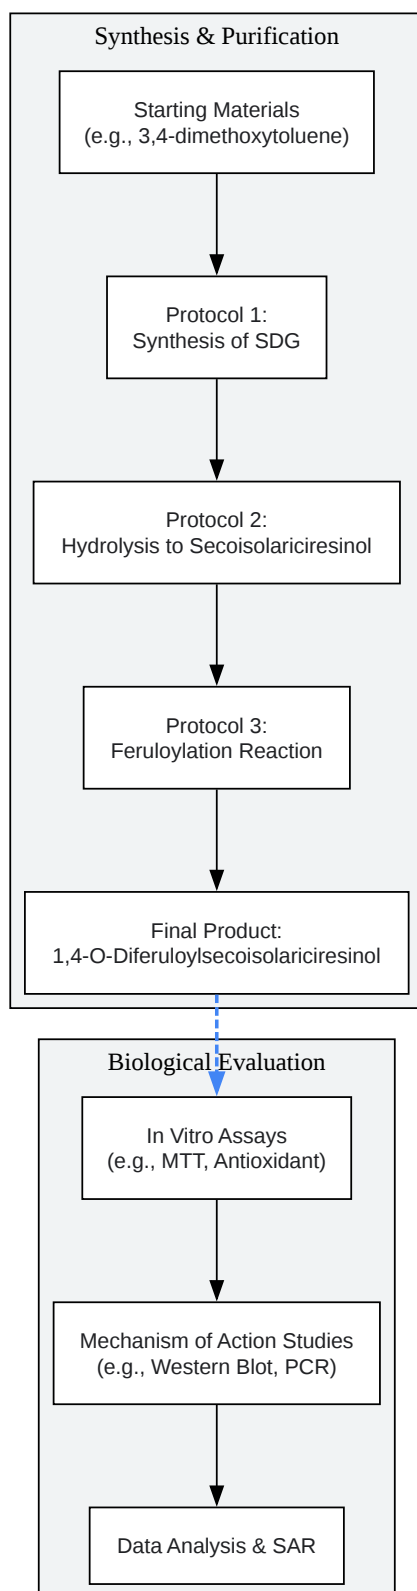 Synthesis & Purification
Starting Materials
(e.g., 3,4-dimethoxytoluene)
Protocol 1:
Synthesis of SDG
Protocol 2:
Hydrolysis to Secoisolariciresinol
Protocol 3:
Feruloylation Reaction
Final Product:
1,4-O-Diferuloylsecoisolariciresinol
Biological Evaluation
In Vitro Assays
(e.g., MTT, Antioxidant)
Mechanism of Action Studies
(e.g., Western Blot, PCR)
Data Analysis & SAR